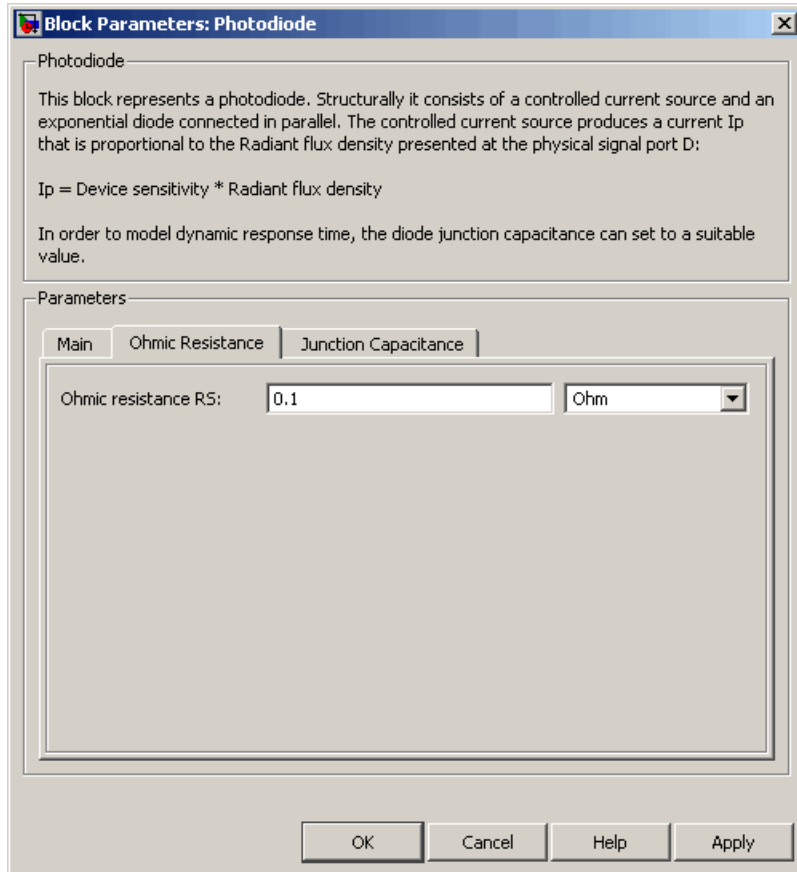 Block Parameters: Photodiode
Photodiode
This block represents a photodiode. Structurally it consists of a controlled current source and an
exponential diode connected in parallel. The controlled current source produces a current Ip
that is proportional to the Radiant flux density presented at the physical signal port D:
Ip = Device sensitivity * Radiant flux density
In order to model dynamic response time, the diode junction capacitance can set to a suitable
value.
Parameters
Main Ohmic Resistance Junction Capacitance
Ohmic resistance RS: 0.1 Ohm
OK Cancel Help Apply